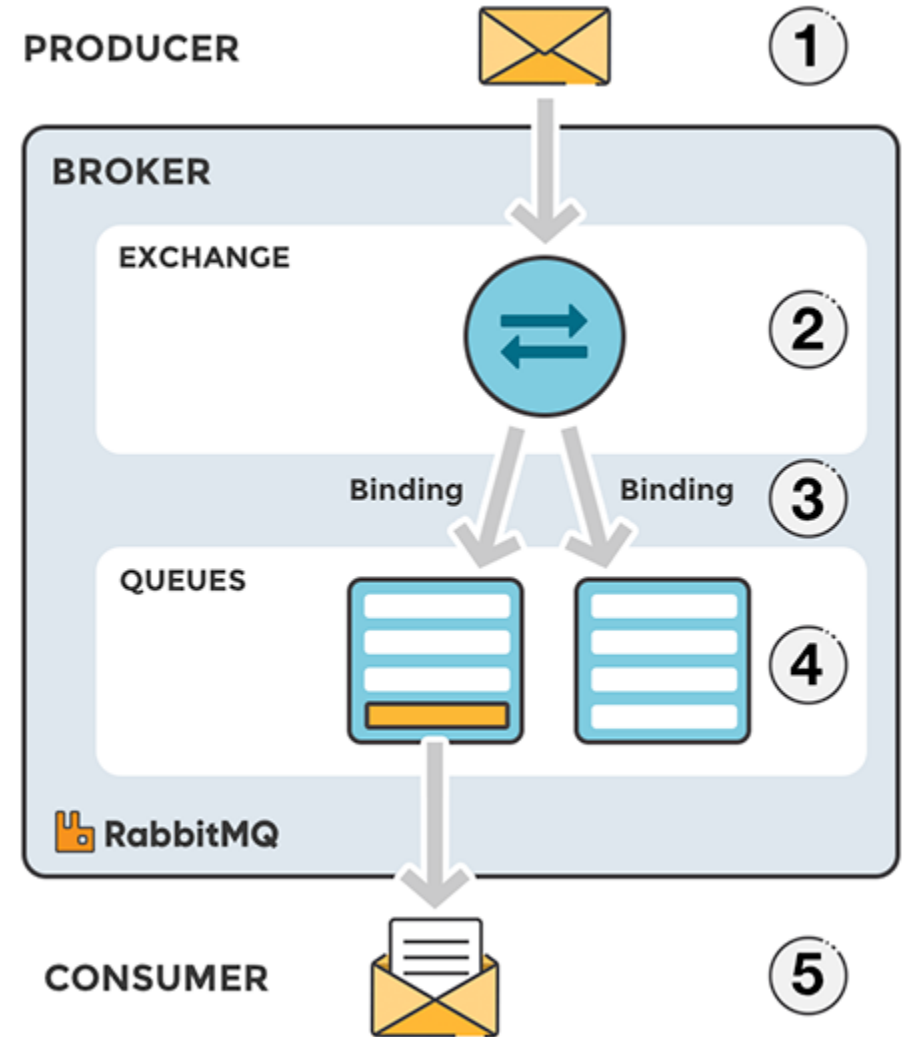 PRODUCER
1
BROKER
EXCHANGE
2
Binding Binding
3
QUEUES
4
RabbitMQ
CONSUMER
5